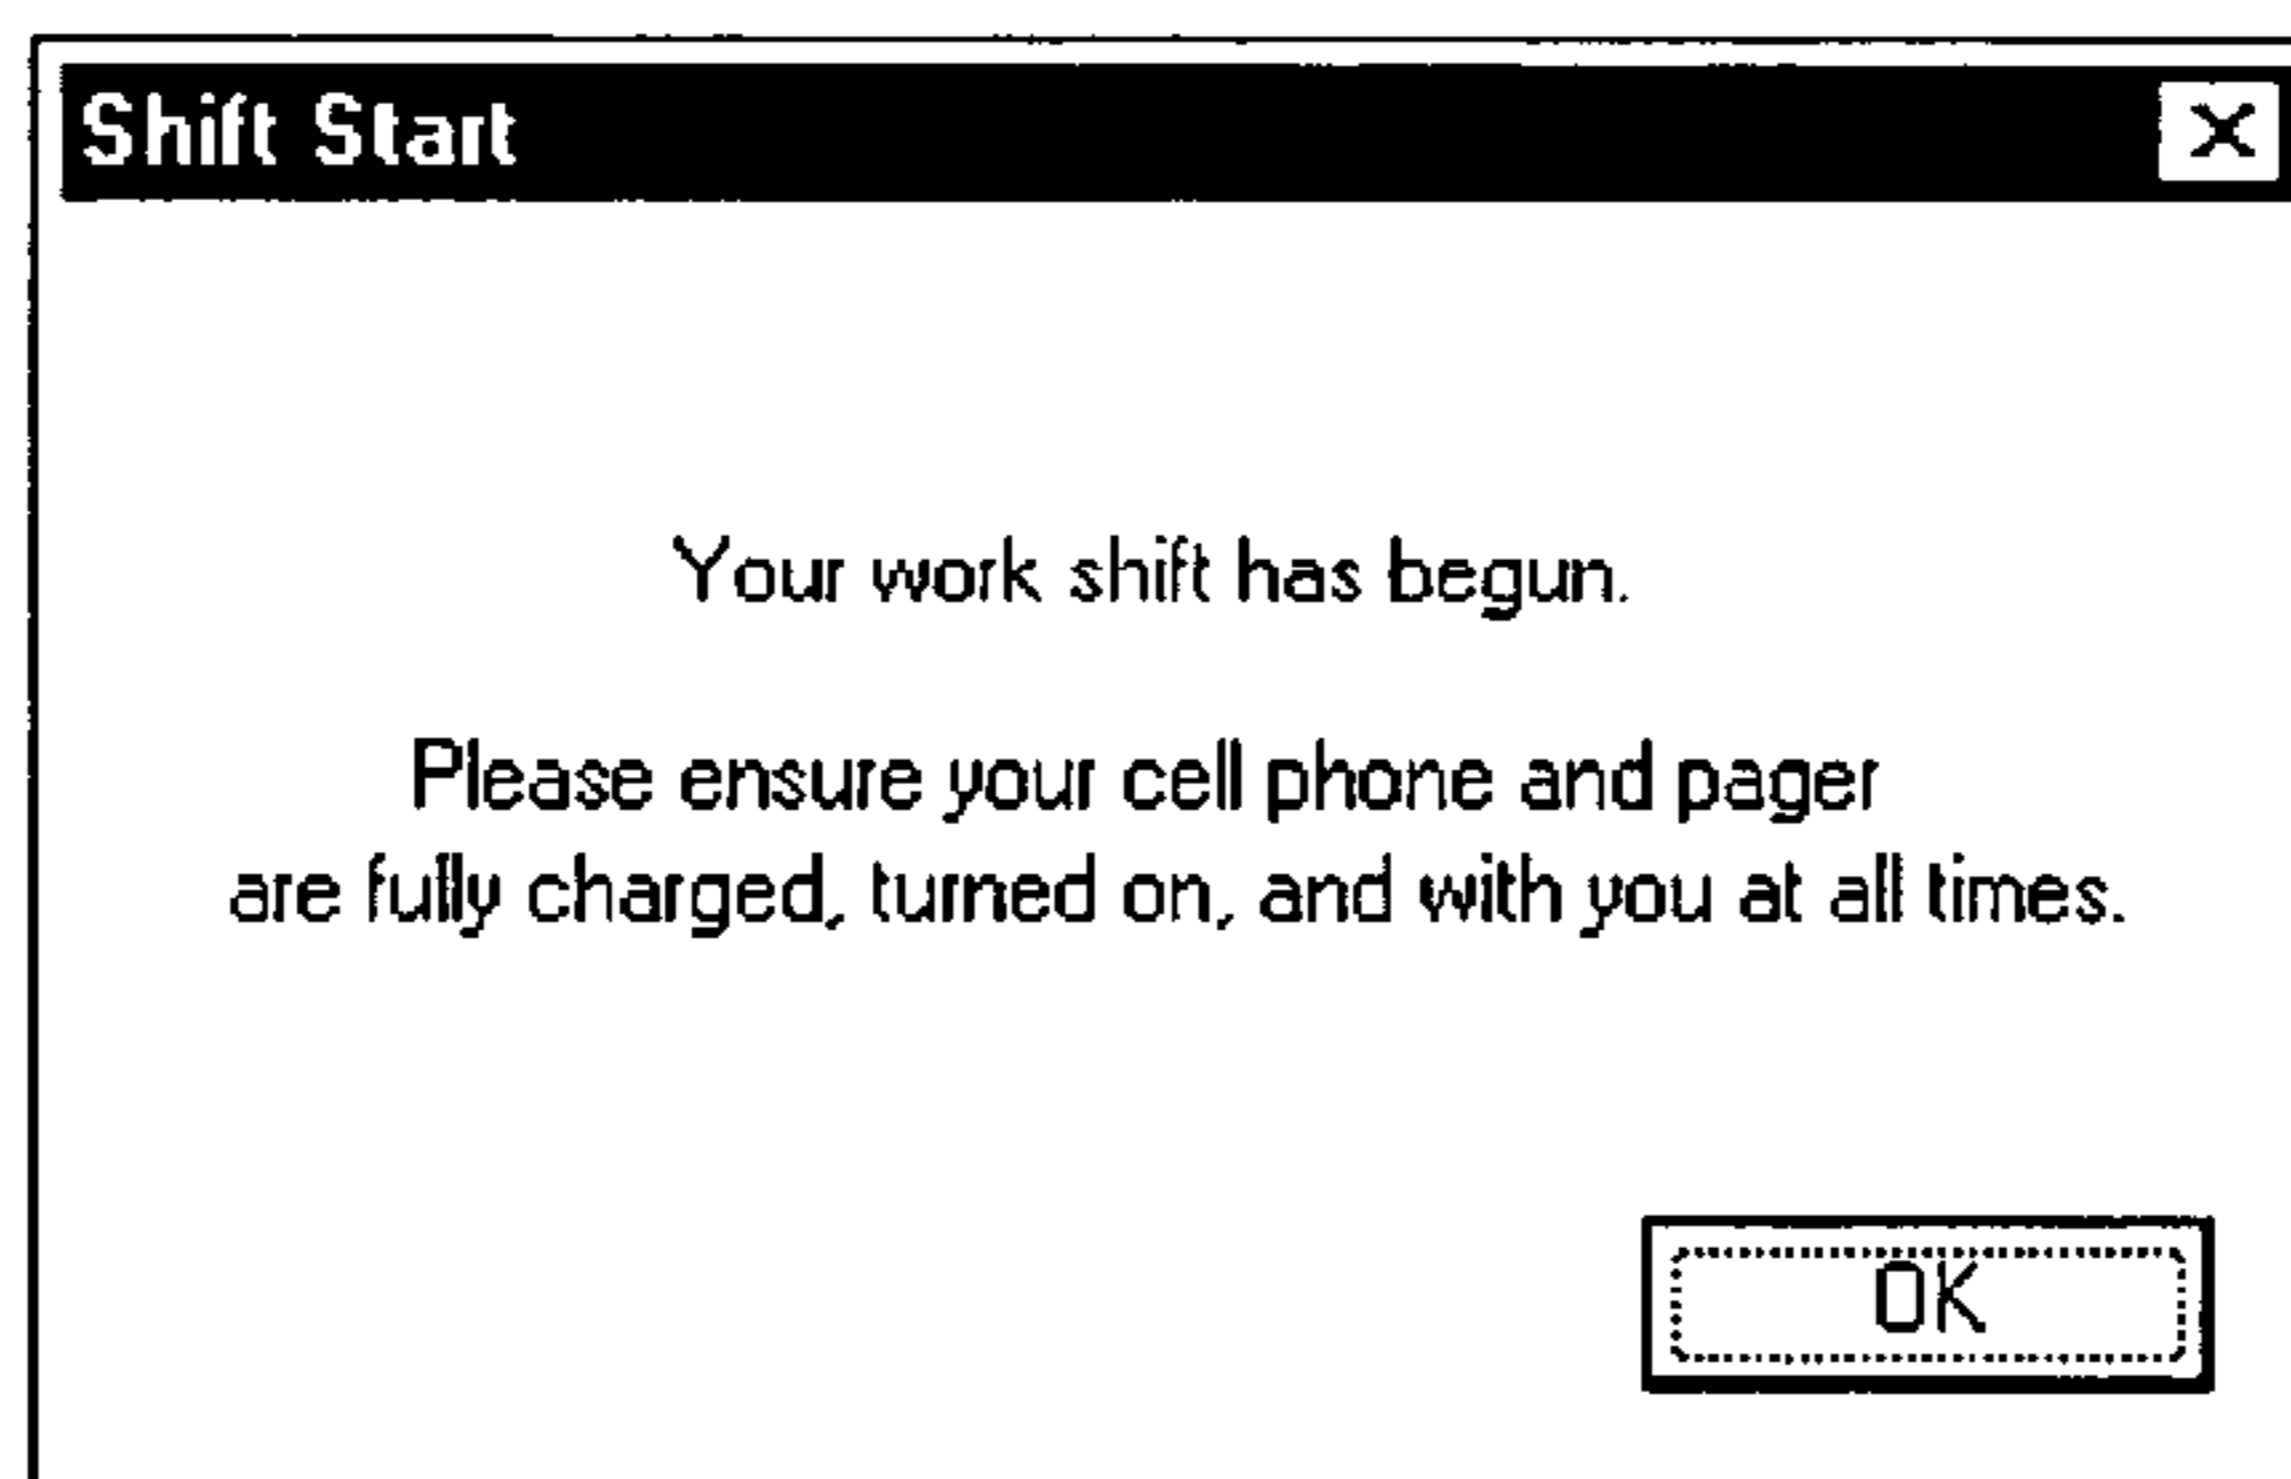 Shift Start
Your work shift has begun.
Please ensure your cell phone and pager
are fully charged, turned on, and with you at all times.
OK